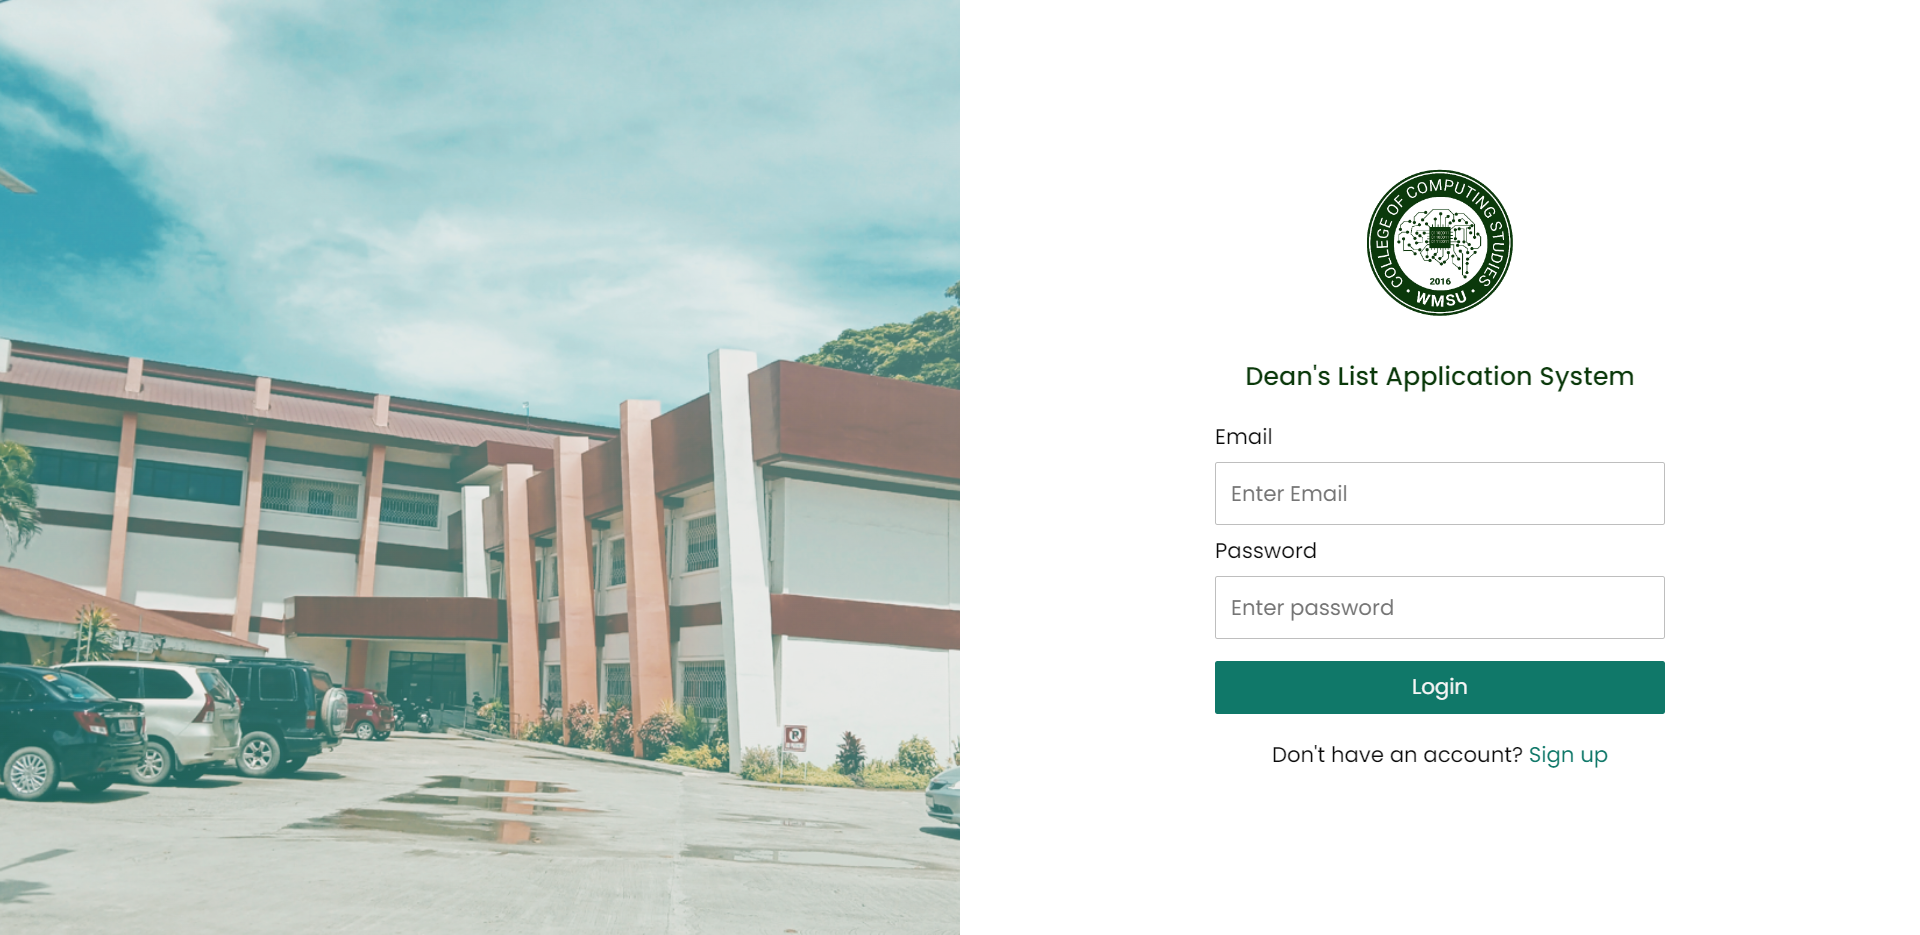 COLLEGE OF COMPUTING STUDIES
2016
WMSU
Dean's List Application System
Email
Enter Email
Password
Enter password
Login
Don't have an account? Sign up